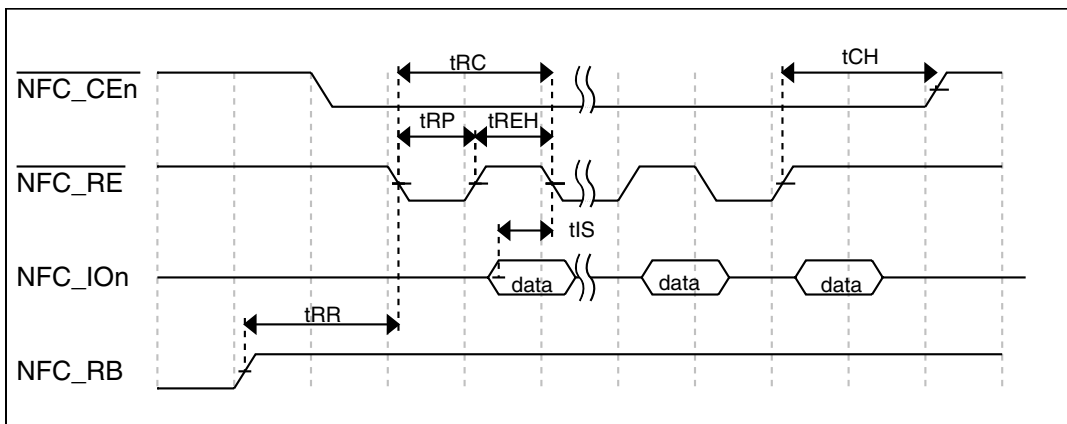 tRC
tCH
NFC_CEn
tRP
tREH
NFC_RE
tIS
NFC_IOn
data
data
data
tRR
NFC_RB